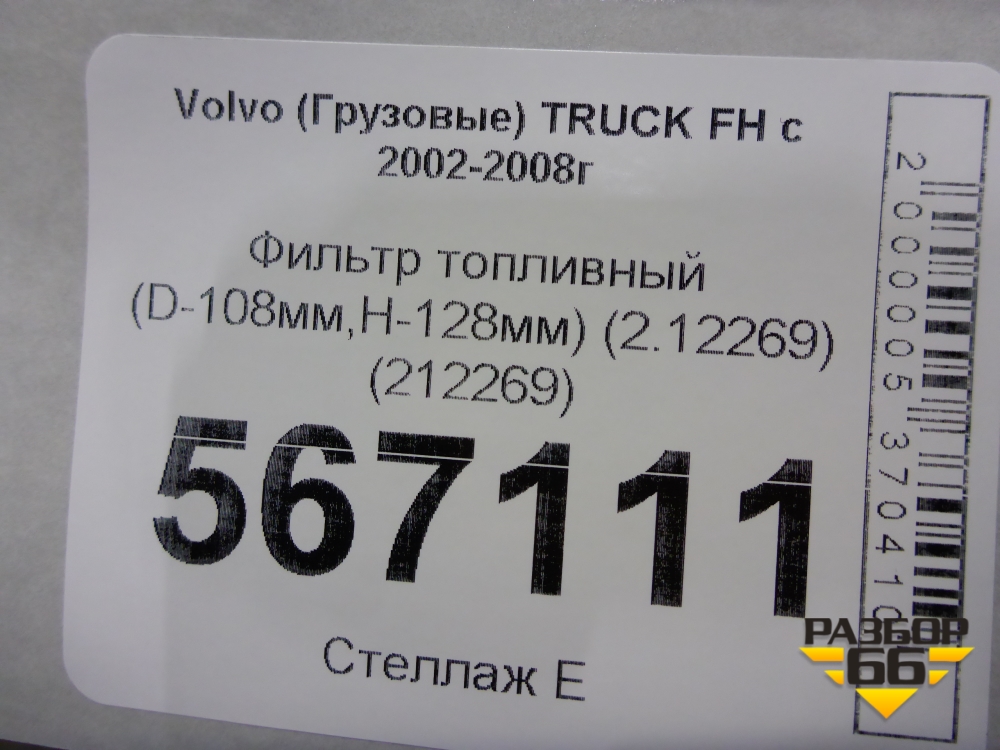 Volvo (Грузовые) TRUCK FH с
2002-2008г
Фильтр топливный
(D-108мм,H-128мм) (2.12269)
(212269)
567111
Стеллаж Е
2000005370410
РАЗБОР
66